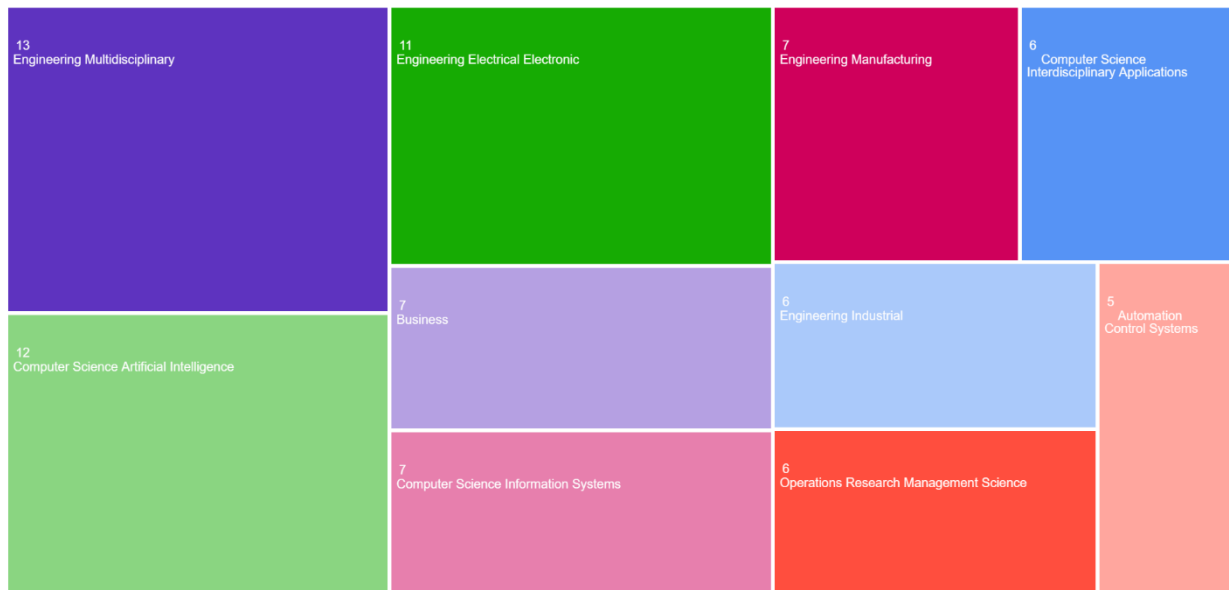 13
Engineering Multidisciplinary
11
Engineering Electrical Electronic
7
Engineering Manufacturing
6
Computer Science
Interdisciplinary Applications
12
Computer Science Artificial Intelligence
7
Business
6
Engineering Industrial
5
Automation
Control Systems
7
Computer Science Information Systems
6
Operations Research Management Science